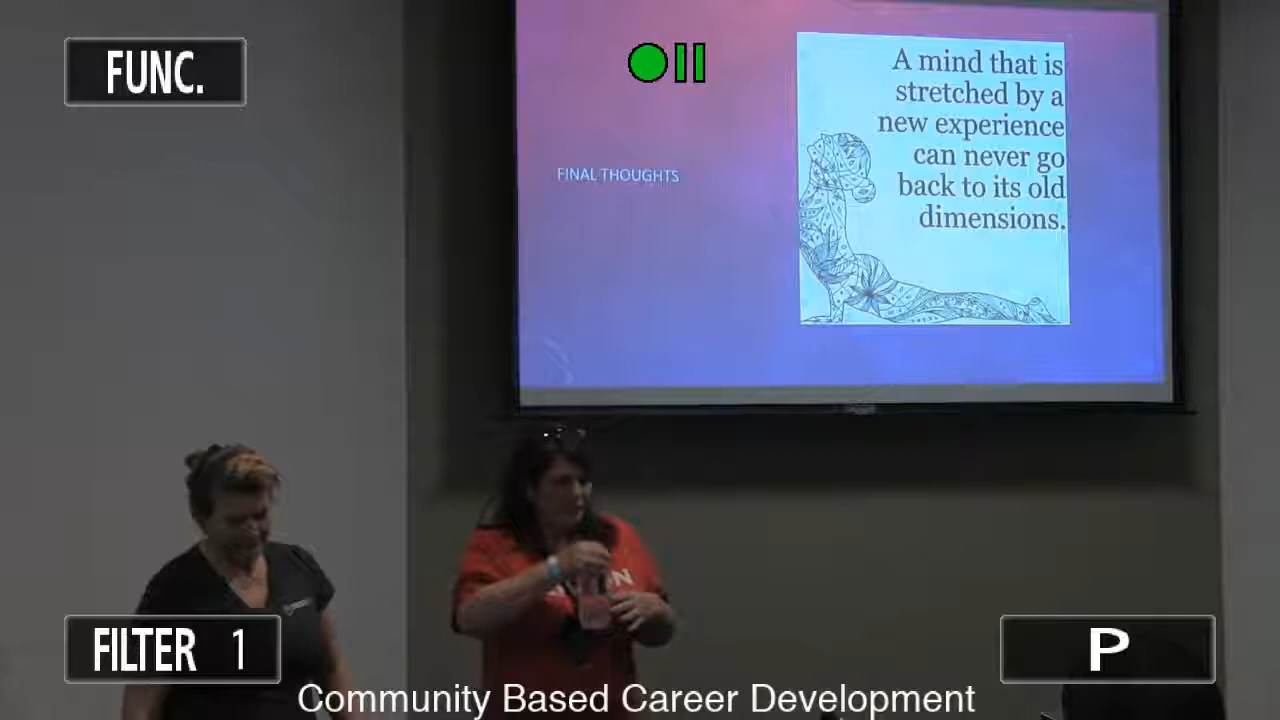 FUNC.
A mind that is
stretched by a
new experience
can never go
back to its old
dimensions.
FINAL THOUGHTS
FILTER 1
P
Community Based Career Development